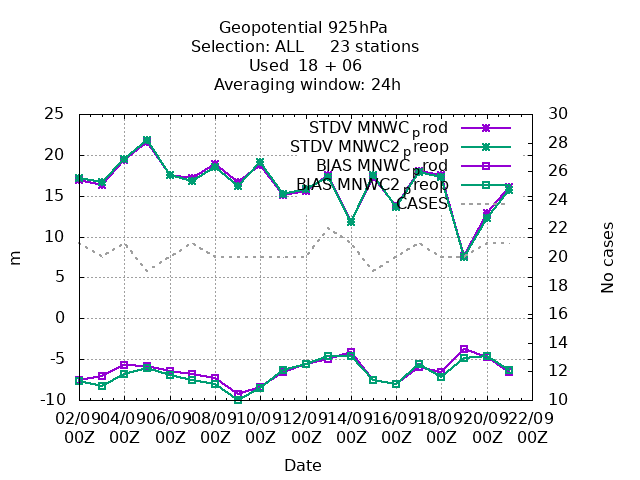 Geopotential 925hPa
Selection: ALL     23 stations
Used  18 + 06
Averaging window: 24h
25
20
15
10
5
0
-5
-10
m
30
28
26
24
22
20
18
16
14
12
10
No cases
STDV MNWC_prod
STDV MNWC2_preop
BIAS MNWC_prod
BIAS MNWC2_preop
CASES
02/09 04/09 06/09 08/09 10/09 12/09 14/09 16/09 18/09 20/09 22/09
00Z 00Z 00Z 00Z 00Z 00Z 00Z 00Z 00Z 00Z 00Z
Date